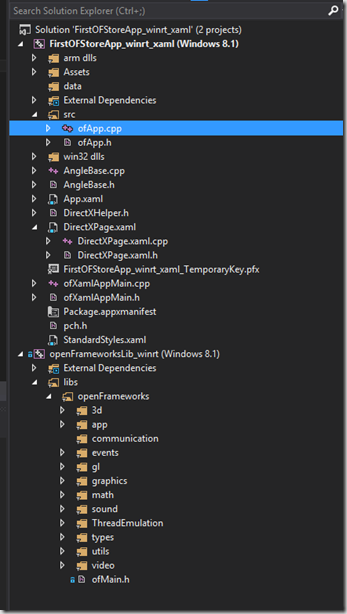 Search Solution Explorer (Ctrl+;)
Solution 'FirstOFStoreApp_winrt_xaml' (2 projects)
FirstOFStoreApp_winrt_xaml (Windows 8.1)
arm dlls
Assets
data
External Dependencies
src
ofApp.cpp
ofApp.h
win32 dlls
AngleBase.cpp
AngleBase.h
App.xaml
DirectXHelper.h
DirectXPage.xaml
DirectXPage.xaml.cpp
DirectXPage.xaml.h
FirstOFStoreApp_winrt_xaml_TemporaryKey.pfx
ofXamlAppMain.cpp
ofXamlAppMain.h
Package.appxmanifest
pch.h
StandardStyles.xaml
openFrameworksLib_winrt (Windows 8.1)
External Dependencies
libs
openFrameworks
3d
app
communication
events
gl
graphics
math
sound
ThreadEmulation
types
utils
video
ofMain.h